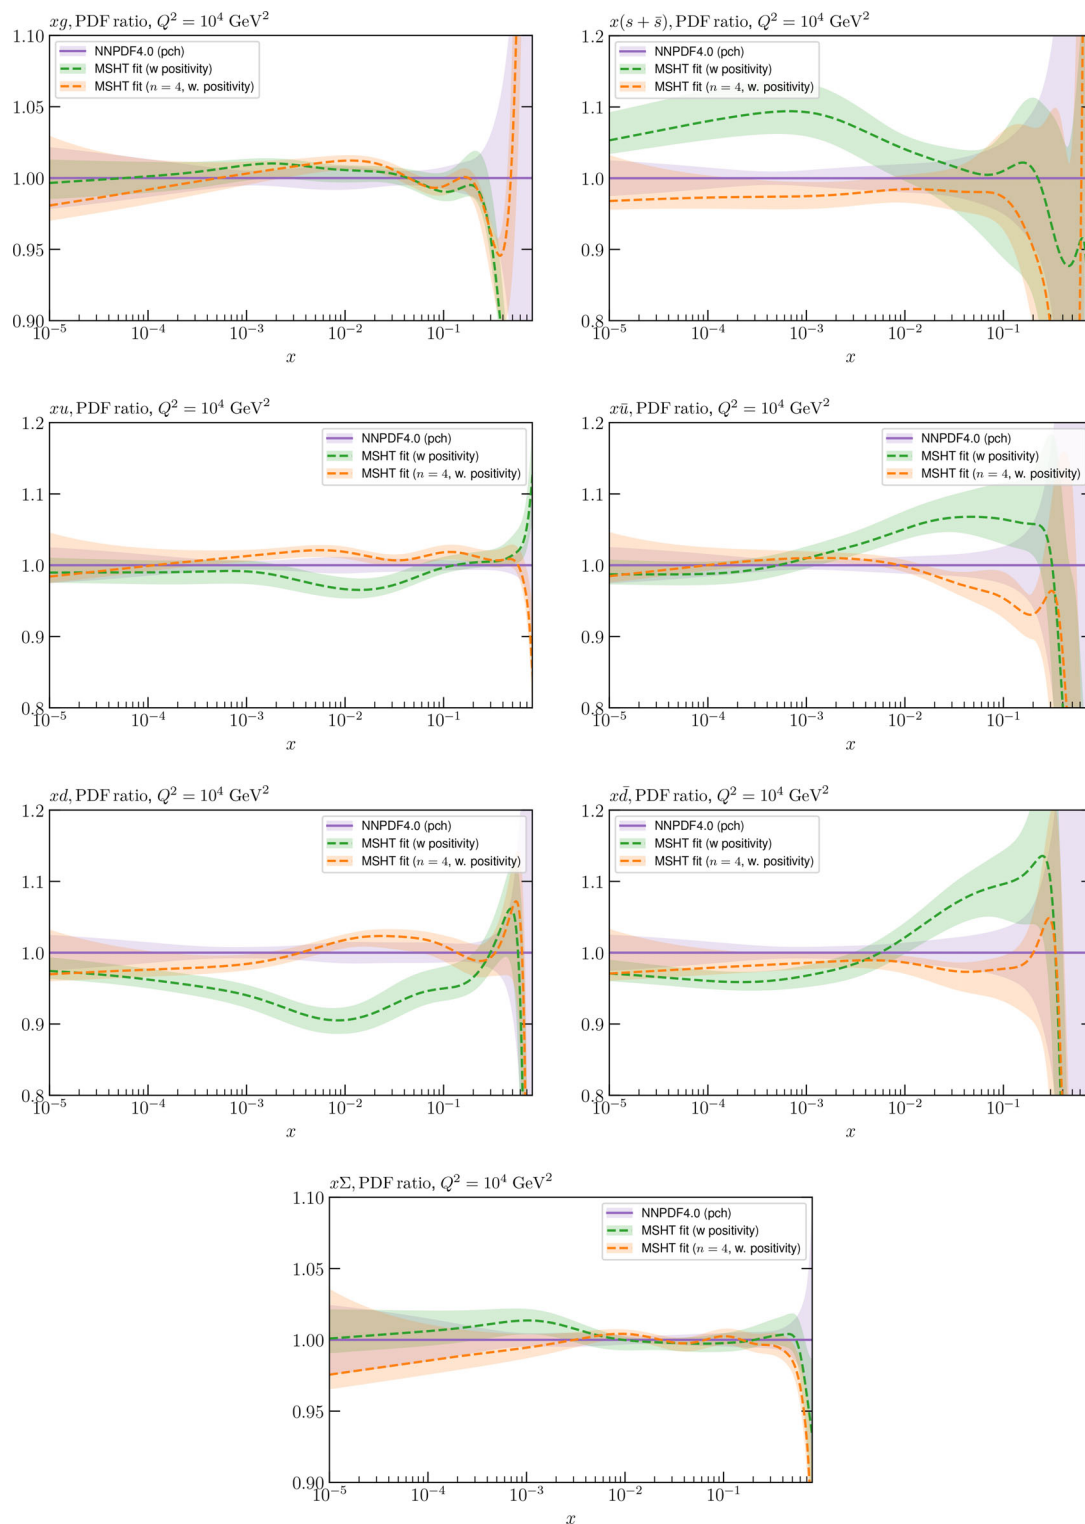 xg, PDF ratio, Q² = 10⁴ GeV²
1.10
1.05
1.00
0.95
0.90
NNPDF4.0 (pch)
MSHT fit (w positivity)
MSHT fit (n = 4, w. positivity)
10⁻⁵ 10⁻⁴ 10⁻³ 10⁻² 10⁻¹
x
x(s + s̄), PDF ratio, Q² = 10⁴ GeV²
1.2
1.1
1.0
0.9
0.8
NNPDF4.0 (pch)
MSHT fit (w positivity)
MSHT fit (n = 4, w. positivity)
10⁻⁵ 10⁻⁴ 10⁻³ 10⁻² 10⁻¹
x
xu, PDF ratio, Q² = 10⁴ GeV²
1.2
1.1
1.0
0.9
0.8
NNPDF4.0 (pch)
MSHT fit (w positivity)
MSHT fit (n = 4, w. positivity)
10⁻⁵ 10⁻⁴ 10⁻³ 10⁻² 10⁻¹
x
xū, PDF ratio, Q² = 10⁴ GeV²
1.2
1.1
1.0
0.9
0.8
NNPDF4.0 (pch)
MSHT fit (w positivity)
MSHT fit (n = 4, w. positivity)
10⁻⁵ 10⁻⁴ 10⁻³ 10⁻² 10⁻¹
x
xd, PDF ratio, Q² = 10⁴ GeV²
1.2
1.1
1.0
0.9
0.8
NNPDF4.0 (pch)
MSHT fit (w positivity)
MSHT fit (n = 4, w. positivity)
10⁻⁵ 10⁻⁴ 10⁻³ 10⁻² 10⁻¹
x
xd̄, PDF ratio, Q² = 10⁴ GeV²
1.2
1.1
1.0
0.9
0.8
NNPDF4.0 (pch)
MSHT fit (w positivity)
MSHT fit (n = 4, w. positivity)
10⁻⁵ 10⁻⁴ 10⁻³ 10⁻² 10⁻¹
x
xΣ, PDF ratio, Q² = 10⁴ GeV²
1.10
1.05
1.00
0.95
0.90
NNPDF4.0 (pch)
MSHT fit (w positivity)
MSHT fit (n = 4, w. positivity)
10⁻⁵ 10⁻⁴ 10⁻³ 10⁻² 10⁻¹
x